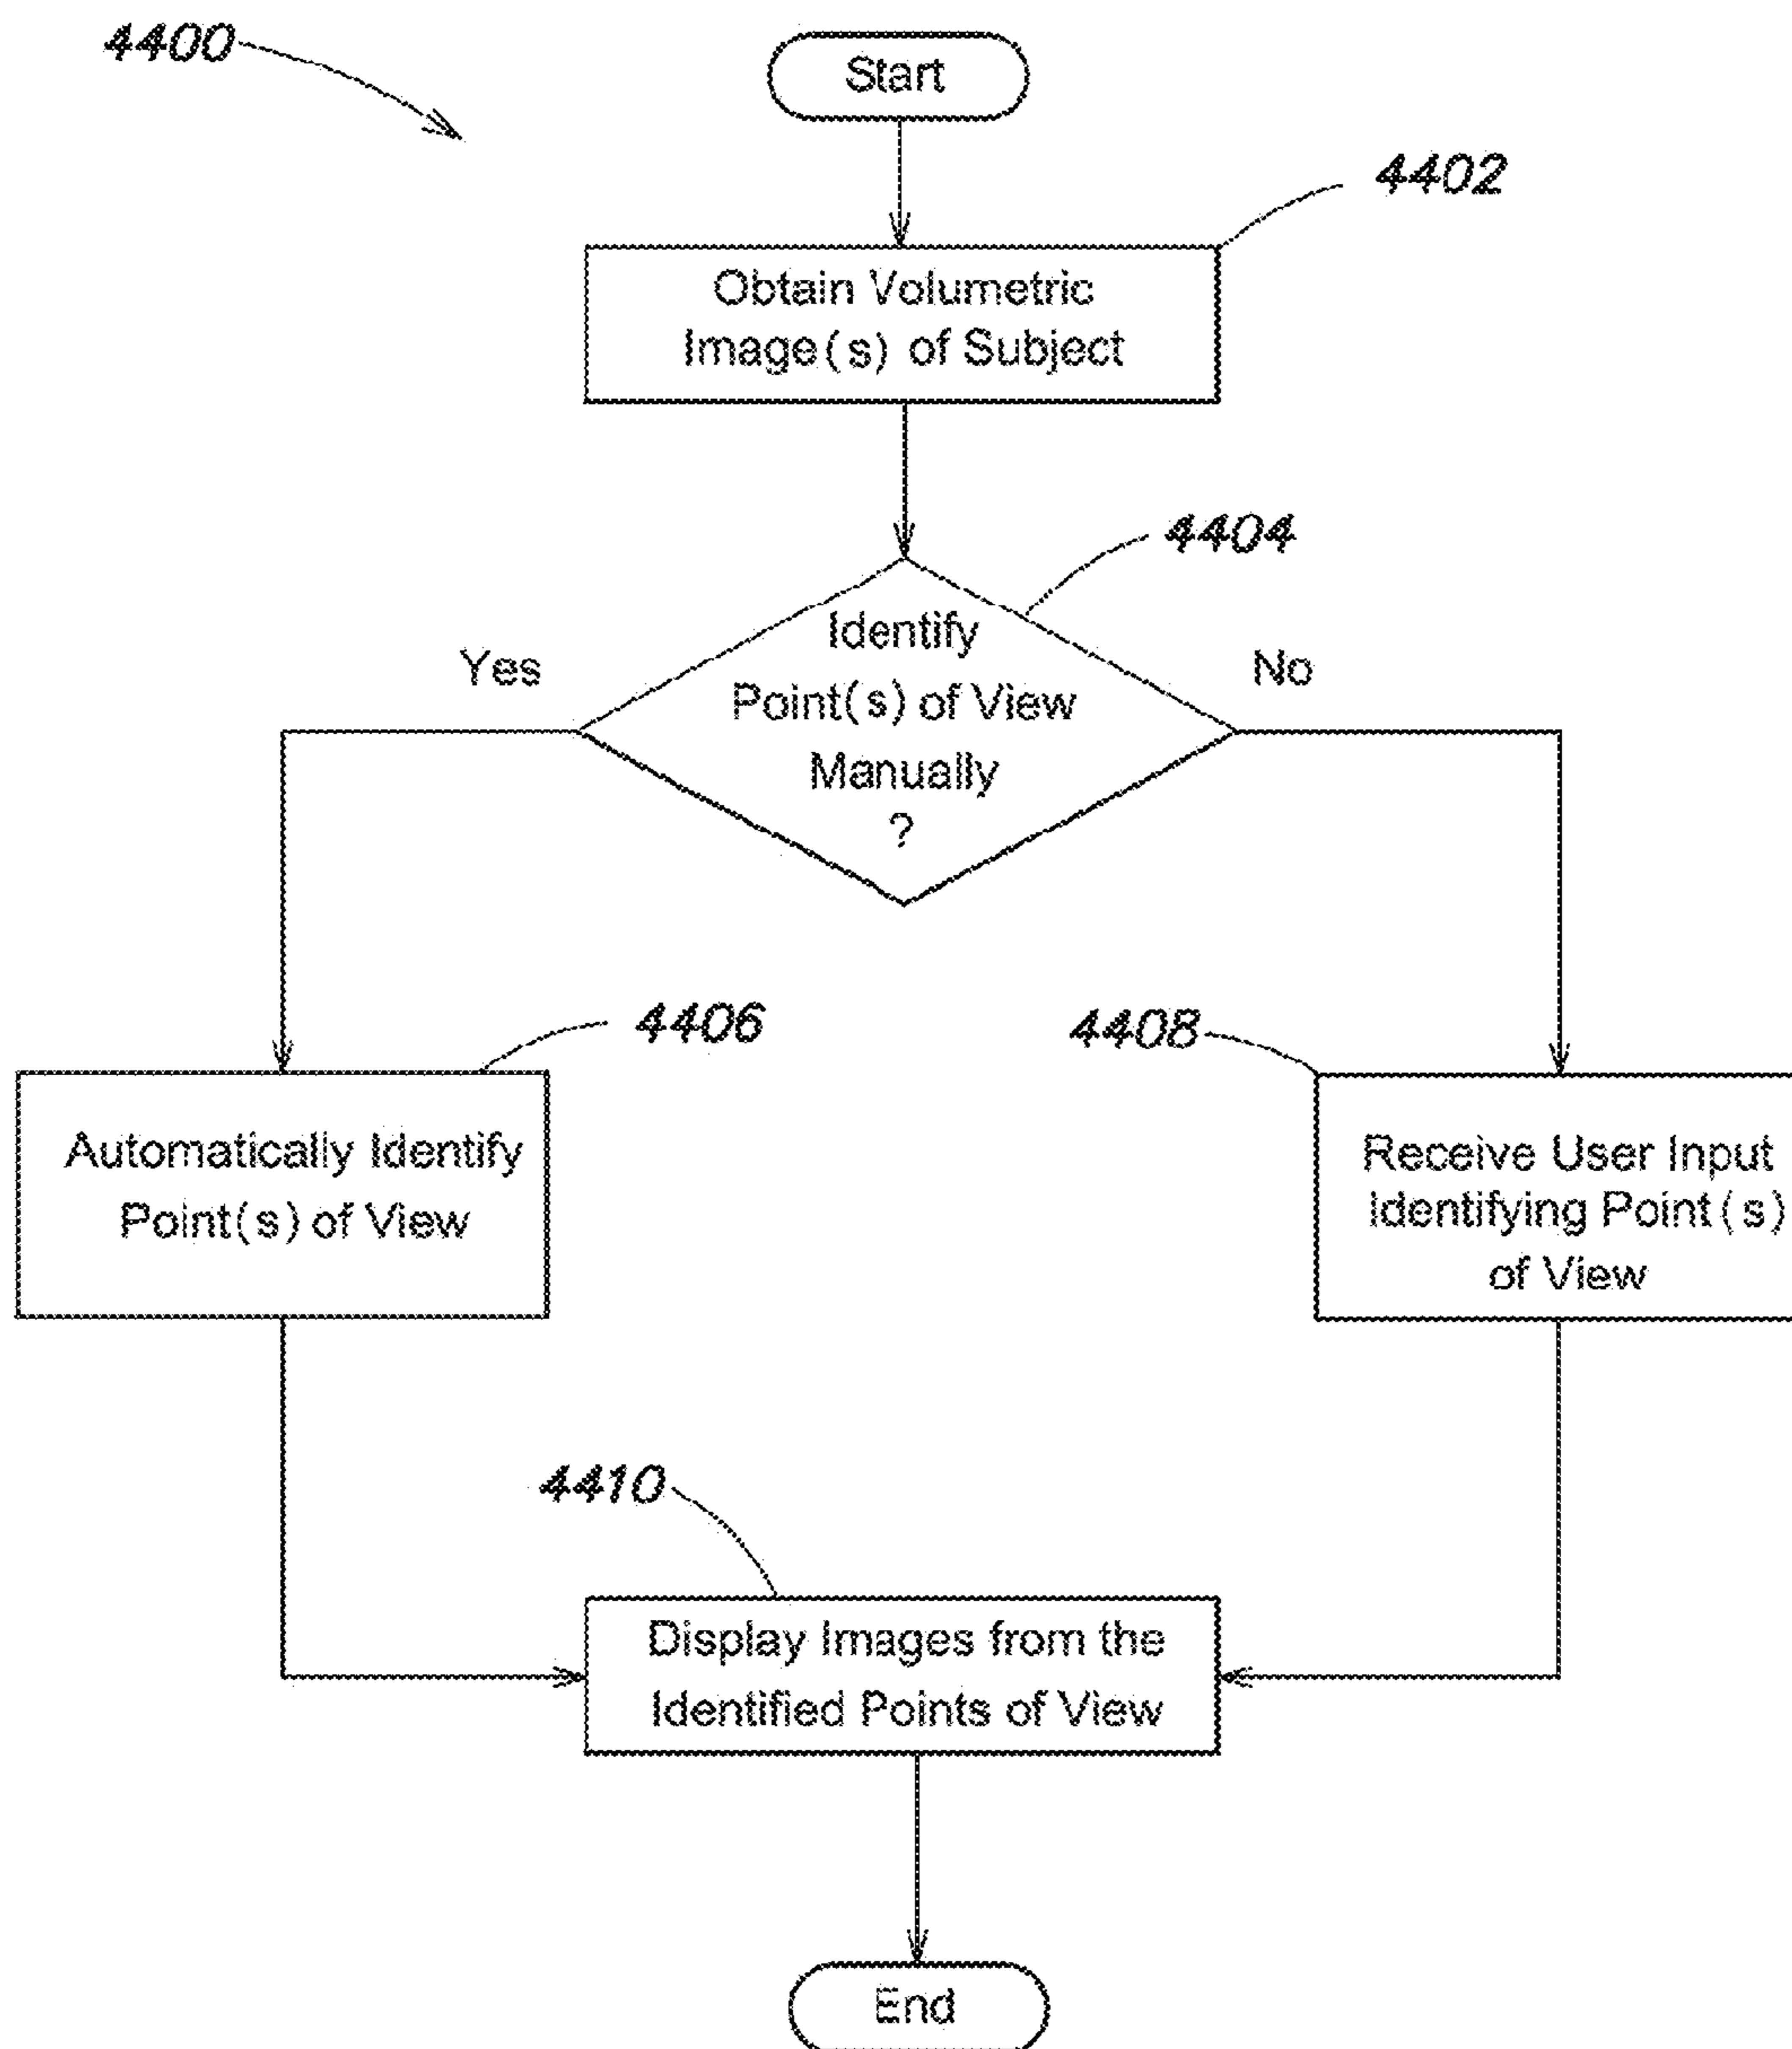 4400
Start
4402
Obtain Volumetric
Image(s) of Subject
4404
Identify
Point(s) of View
Manually
?
Yes
No
4406
4408
Automatically Identify
Point(s) of View
Receive User Input
Identifying Point(s)
of View
4410
Display Images from the
Identified Points of View
End